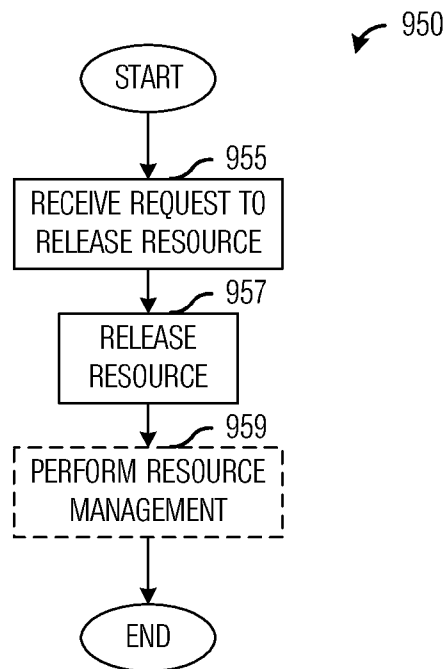 950
START
955
RECEIVE REQUEST TO
RELEASE RESOURCE
957
RELEASE
RESOURCE
959
PERFORM RESOURCE
MANAGEMENT
END